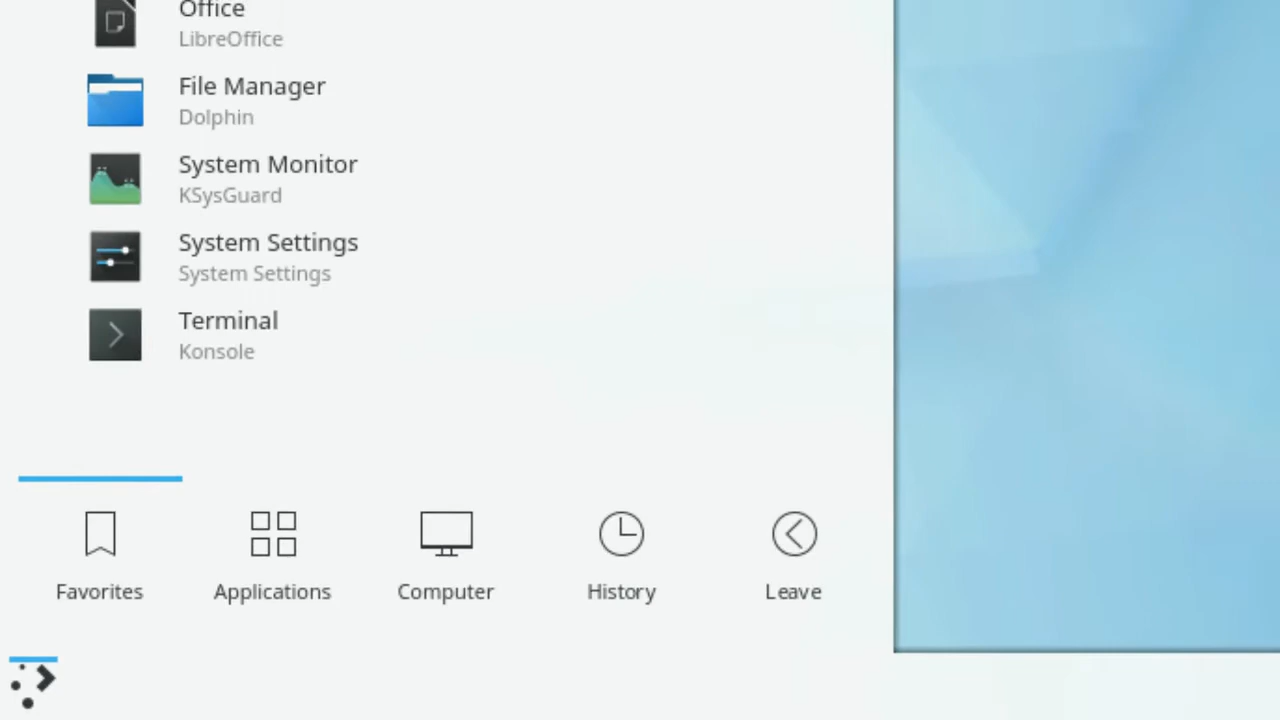 Office
LibreOffice
File Manager
Dolphin
System Monitor
KSysGuard
System Settings
System Settings
Terminal
Konsole
Favorites
Applications
Computer
History
Leave